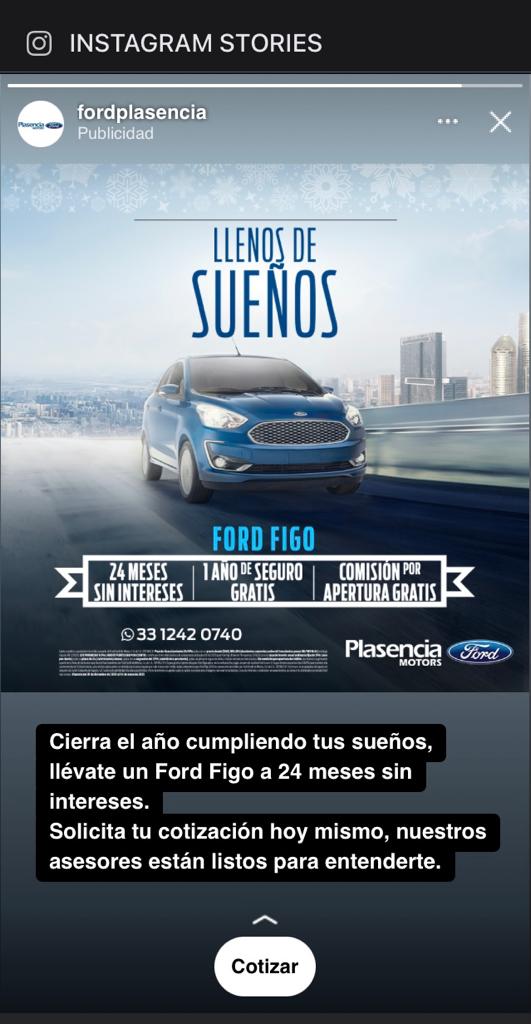 INSTAGRAM STORIES
fordplasencia
Publicidad
LLENOS DE
SUEÑOS
FORD FIGO
24 MESES
SIN INTERESES
1 AÑO DE SEGURO
GRATIS
COMISIÓN POR
APERTURA GRATIS
33 1242 0740
Plasencia
MOTORS
Ford
Cierra el año cumpliendo tus sueños,
llévate un Ford Figo a 24 meses sin
intereses.
Solicita tu cotización hoy mismo, nuestros
asesores están listos para entenderte.
Cotizar